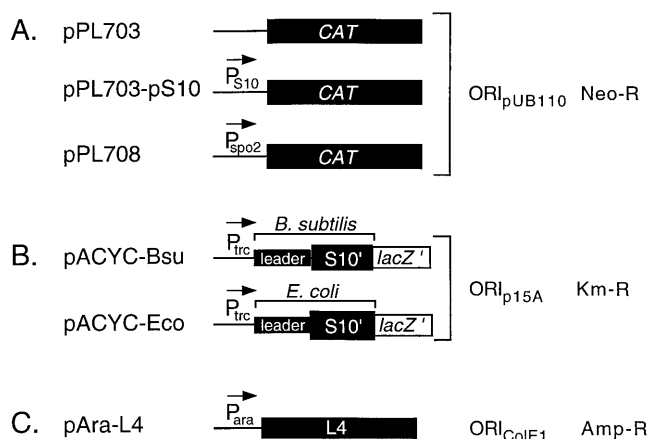 A. pPL703 CAT
pPL703-pS10 PS10 CAT ORIpUB110 Neo-R
pPL708 Pspo2 CAT
B. subtilis
B. pACYC-Bsu Ptrc leader S10' lacZ' ORIp15A Km-R
E. coli
pACYC-Eco Ptrc leader S10' lacZ'
C. pAra-L4 Para L4 ORIColE1 Amp-R